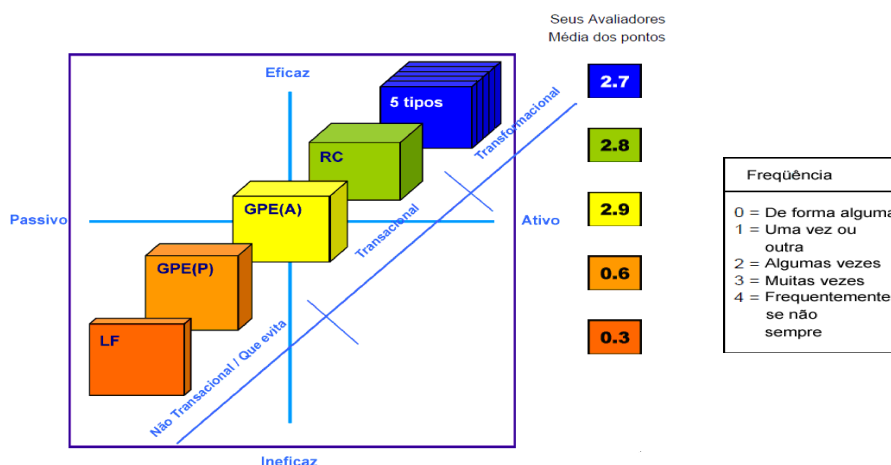 Seus Avaliadores
Média dos pontos
Eficaz
5 tipos
2.7
Transformacional
RC
2.8
Freqüência
GPE(A)
2.9
Transacional
Passivo
Ativo
0 = De forma alguma
1 = Uma vez ou
outra
2 = Algumas vezes
3 = Muitas vezes
4 = Frequentemente
se não
sempre
GPE(P)
0.6
LF
0.3
Não Transacional / Que evita
Ineficaz